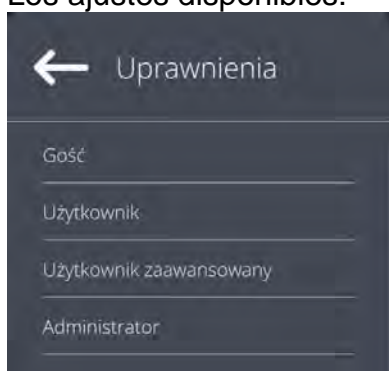 Los ajustes disponibles:
Uprawnienia
Gość
Użytkownik
Użytkownik zaawansowany
Administrator